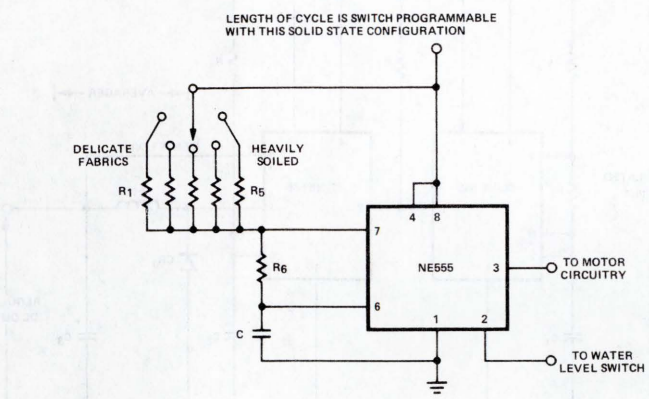 LENGTH OF CYCLE IS SWITCH PROGRAMMABLE
WITH THIS SOLID STATE CONFIGURATION
DELICATE
FABRICS
HEAVILY
SOILED
R1
R5
4
8
7
R6
NE555
3
TO MOTOR
CIRCUITRY
6
C
1
2
TO WATER
LEVEL SWITCH